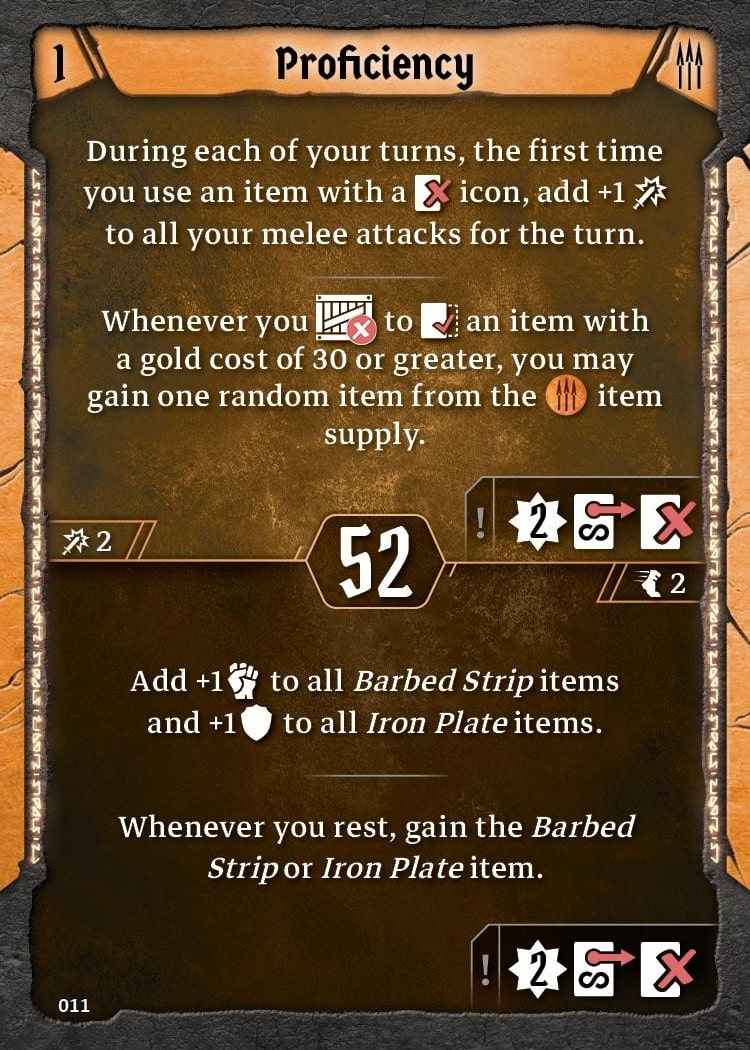 1
Proficiency
During each of your turns, the first time
you use an item with a icon, add +1
to all your melee attacks for the turn.
Whenever you to an item with
a gold cost of 30 or greater, you may
gain one random item from the item
supply.
! 2
2
52
2
Add +1 to all Barbed Strip items
and +1 to all Iron Plate items.
Whenever you rest, gain the Barbed
Strip or Iron Plate item.
! 2
011